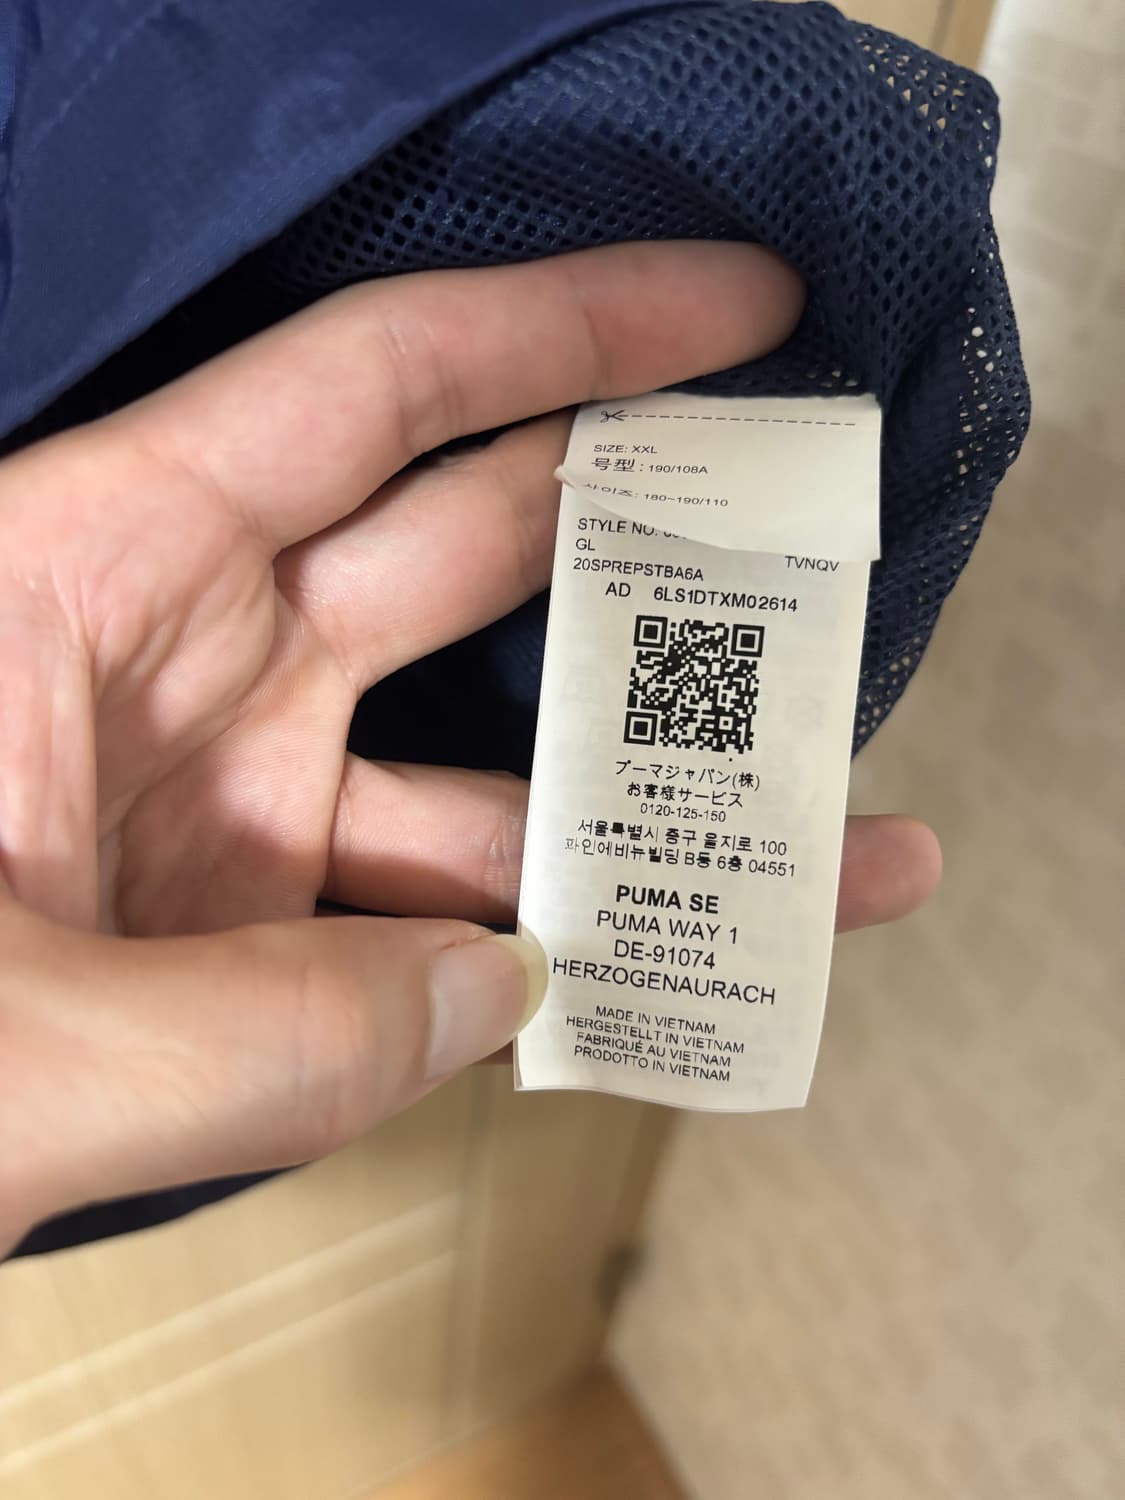 SIZE: XXL
号型 : 190/108A
사이즈: 180~190/110
STYLE NO.
GL TVNQV
20SPREPSTBA6A
AD 6LS1DTXM02614
プーマジャパン(株)
お客様サービス
0120-125-150
서울특별시 중구 을지로 100
파인에비뉴빌딩 B동 6층 04551
PUMA SE
PUMA WAY 1
DE-91074
HERZOGENAURACH
MADE IN VIETNAM
HERGESTELLT IN VIETNAM
FABRIQUÉ AU VIETNAM
PRODOTTO IN VIETNAM